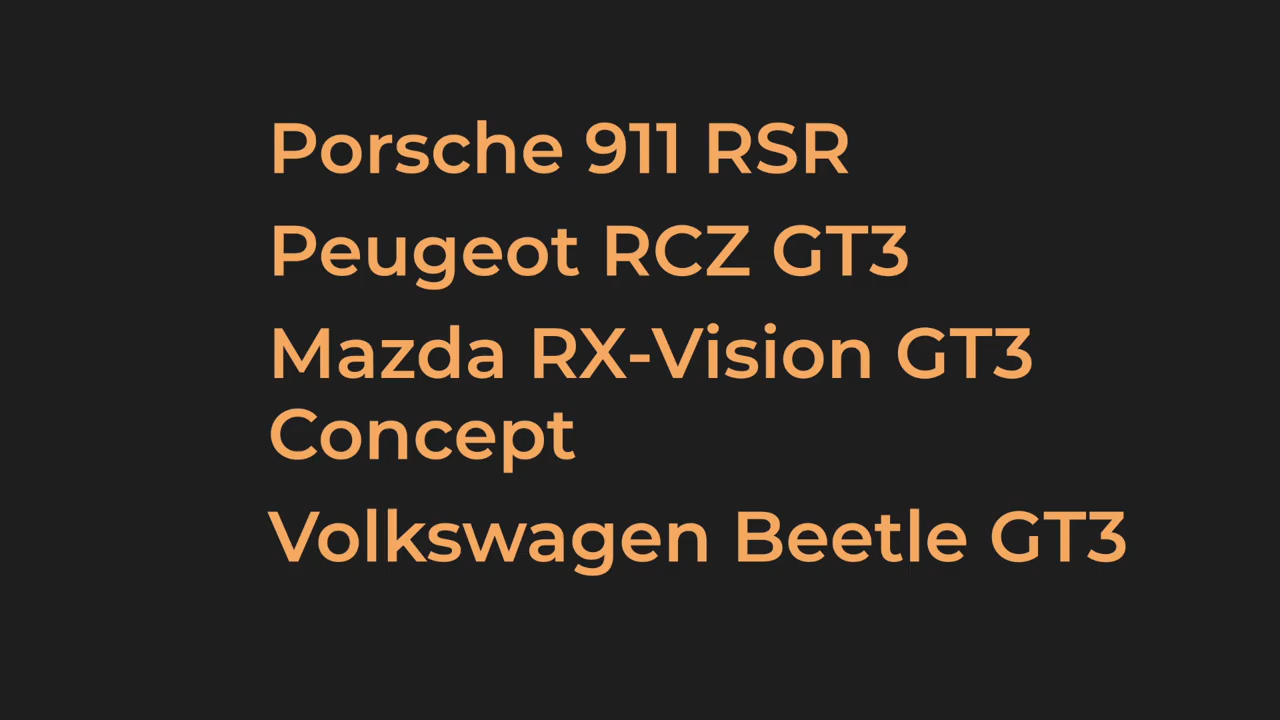 Porsche 911 RSR
Peugeot RCZ GT3
Mazda RX-Vision GT3
Concept
Volkswagen Beetle GT3